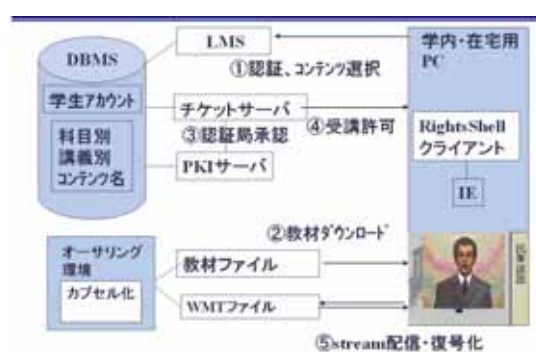 DBMS
LMS
学内・在宅用
PC
①認証、コンテンツ選択
学生アカウント
チケットサーバ
③認証局承認
④受講許可
科目別
講義別
コンテンツ名
PKIサーバ
RightsShell
クライアント
IE
②教材ダウンロード
オーサリング
環境
カプセル化
教材ファイル
WMTファイル
⑤stream配信・復号化